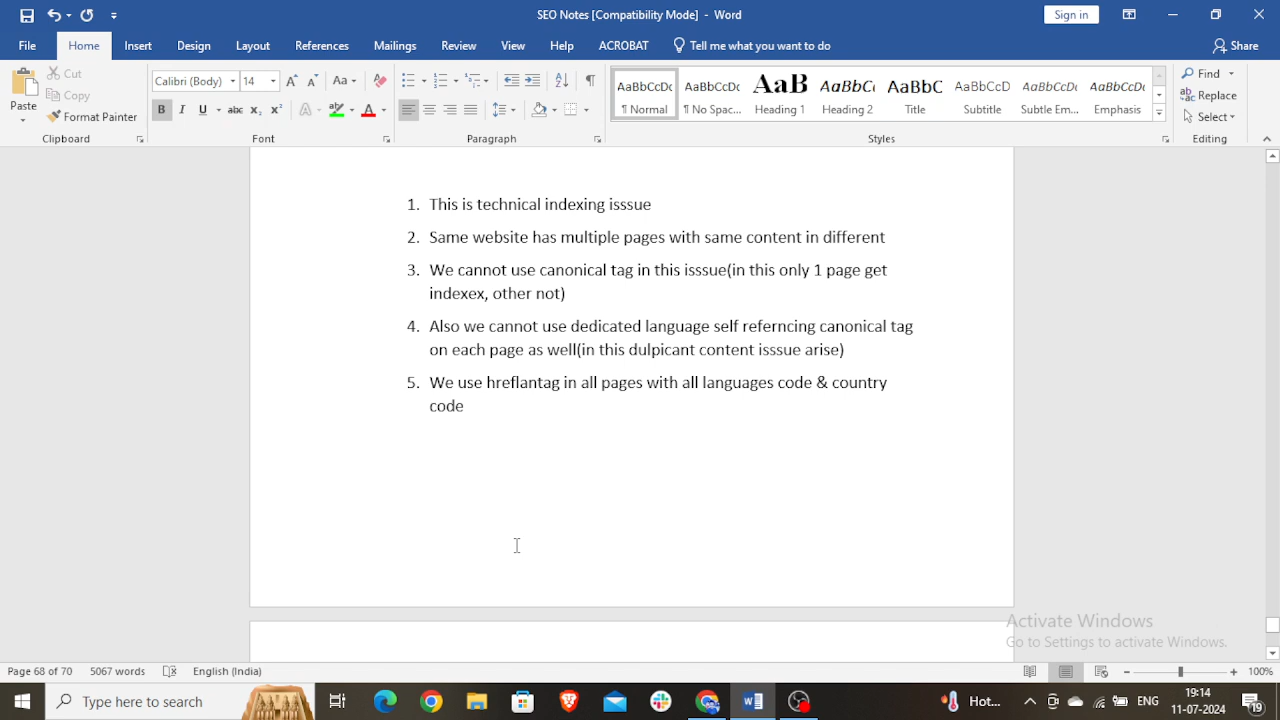 SEO Notes [Compatibility Mode] - Word
Sign in
File Home Insert Design Layout References Mailings Review View Help ACROBAT Tell me what you want to do Share
Paste
Cut
Copy
Format Painter
Clipboard
Calibri (Body) 14
Font
Paragraph
AaBbCcDc AaBbCcDc AaB AaBbCc AaBbC AaBbCcD AaBbCcDc AaBbCcDc
¶ Normal ¶ No Spac... Heading 1 Heading 2 Title Subtitle Subtle Em... Emphasis
Styles
Find
Replace
Select
Editing
1. This is technical indexing isssue
2. Same website has multiple pages with same content in different
3. We cannot use canonical tag in this isssue(in this only 1 page get
indexex, other not)
4. Also we cannot use dedicated language self referncing canonical tag
on each page as well(in this dulpicant content isssue arise)
5. We use hreflantag in all pages with all languages code & country
code
Activate Windows
Go to Settings to activate Windows.
Page 68 of 70 5067 words English (India) 100%
Type here to search
Hot...
ENG
19:14
11-07-2024
19